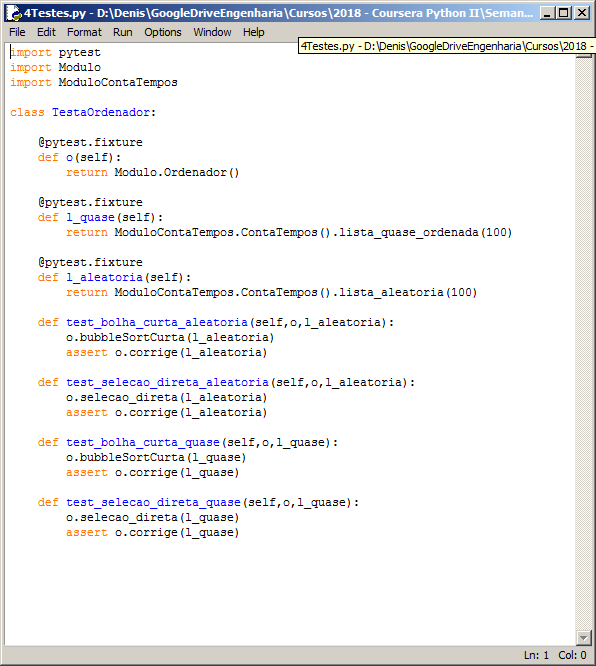 4Testes.py - D:\Denis\GoogleDriveEngenharia\Cursos\2018 - Coursera Python II\Seman...
File Edit Format Run Options Window Help
4Testes.py - D:\Denis\GoogleDriveEngenharia\Cursos\2018 -
import pytest
import Modulo
import ModuloContaTempos
class TestaOrdenador:
@pytest.fixture
def o(self):
return Modulo.Ordenador()
@pytest.fixture
def l_quase(self):
return ModuloContaTempos.ContaTempos().lista_quase_ordenada(100)
@pytest.fixture
def l_aleatoria(self):
return ModuloContaTempos.ContaTempos().lista_aleatoria(100)
def test_bolha_curta_aleatoria(self,o,l_aleatoria):
o.bubbleSortCurta(l_aleatoria)
assert o.corrige(l_aleatoria)
def test_selecao_direta_aleatoria(self,o,l_aleatoria):
o.selecao_direta(l_aleatoria)
assert o.corrige(l_aleatoria)
def test_bolha_curta_quase(self,o,l_quase):
o.bubbleSortCurta(l_quase)
assert o.corrige(l_quase)
def test_selecao_direta_quase(self,o,l_quase):
o.selecao_direta(l_quase)
assert o.corrige(l_quase)
Ln: 1 Col: 0